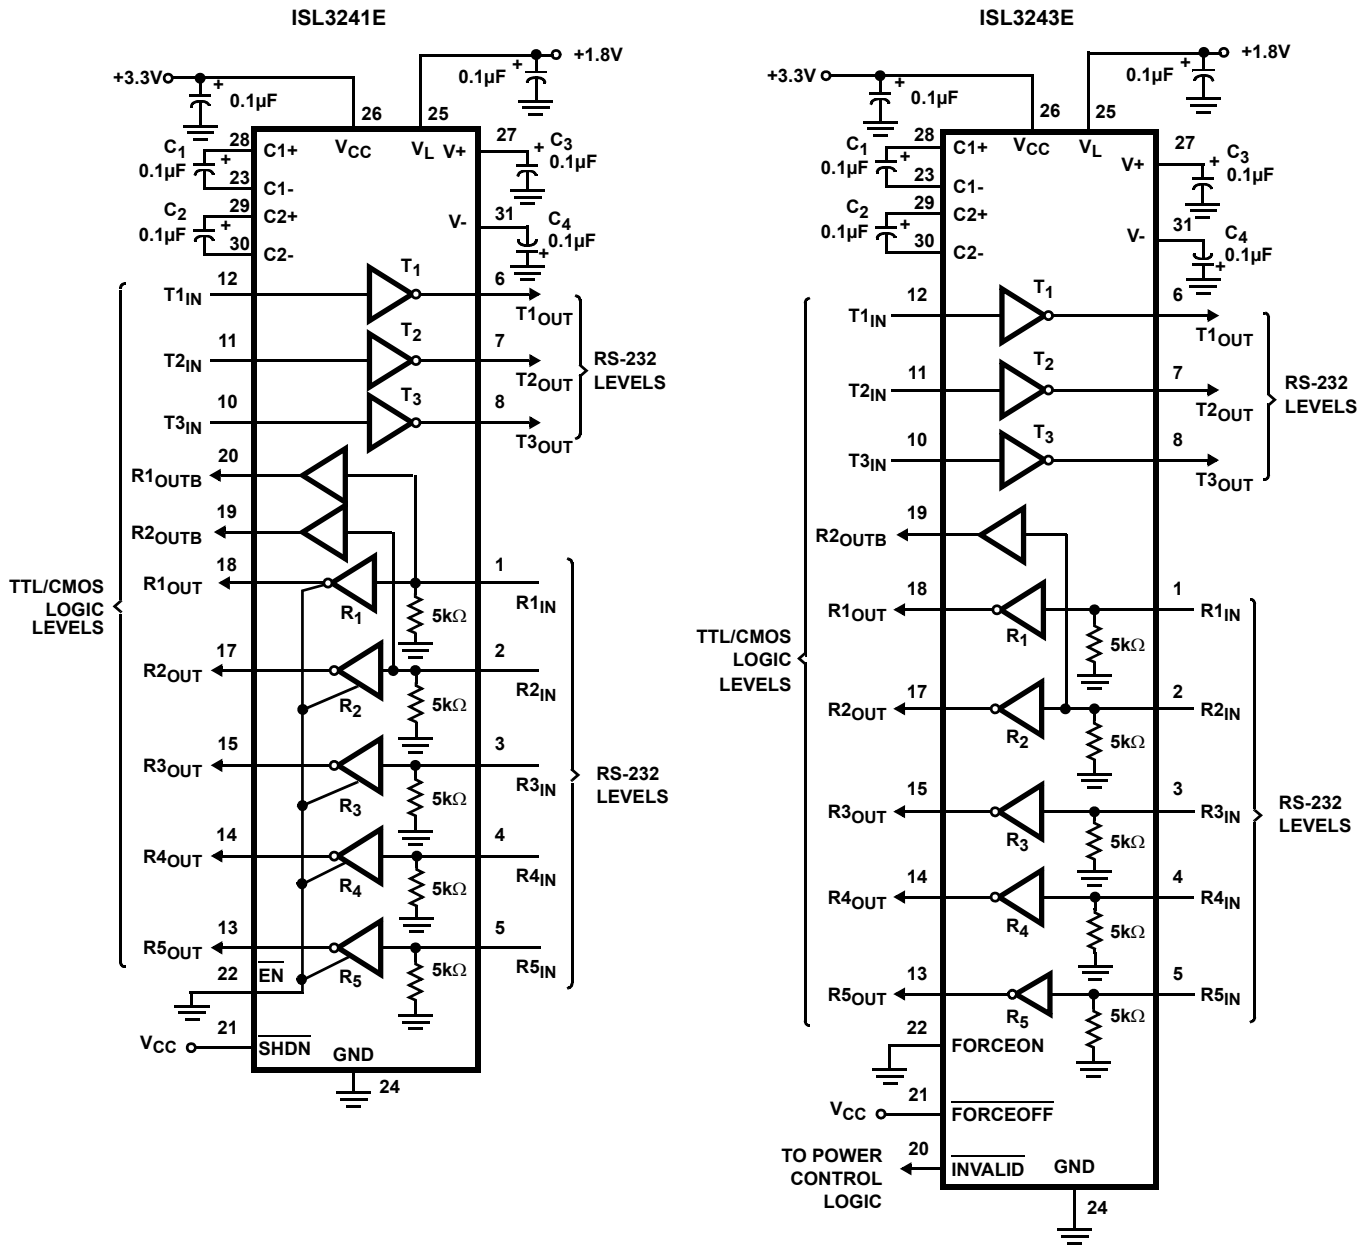 ISL3241E
+3.3V
+
0.1µF
+1.8V
0.1µF
+
26
25
VCC
VL
V+
27
+
C3
0.1µF
28
C1
0.1µF
+
C1+
23
C1-
29
C2
0.1µF
+
C2+
30
C2-
V-
31
C4
0.1µF
+
12
T1IN
T1
6
T1OUT
11
T2IN
T2
7
T2OUT
RS-232
LEVELS
10
T3IN
T3
8
T3OUT
20
R1OUTB
19
R2OUTB
TTL/CMOS
LOGIC
LEVELS
18
R1OUT
R1
1
R1IN
5kΩ
17
R2OUT
R2
2
R2IN
5kΩ
15
R3OUT
R3
3
R3IN
5kΩ
RS-232
LEVELS
14
R4OUT
R4
4
R4IN
5kΩ
13
R5OUT
R5
5
R5IN
5kΩ
22
EN
21
VCC
SHDN
GND
24
ISL3243E
+3.3V
+
0.1µF
+1.8V
0.1µF
+
26
25
VCC
VL
V+
27
+
C3
0.1µF
28
C1
0.1µF
+
C1+
23
C1-
29
C2
0.1µF
+
C2+
30
C2-
V-
31
C4
0.1µF
+
12
T1IN
T1
6
T1OUT
11
T2IN
T2
7
T2OUT
RS-232
LEVELS
10
T3IN
T3
8
T3OUT
19
R2OUTB
TTL/CMOS
LOGIC
LEVELS
18
R1OUT
R1
1
R1IN
5kΩ
17
R2OUT
R2
2
R2IN
5kΩ
15
R3OUT
R3
3
R3IN
5kΩ
RS-232
LEVELS
14
R4OUT
R4
4
R4IN
5kΩ
13
R5OUT
R5
5
R5IN
5kΩ
22
FORCEON
21
VCC
FORCEOFF
20
TO POWER
CONTROL
LOGIC
INVALID
GND
24